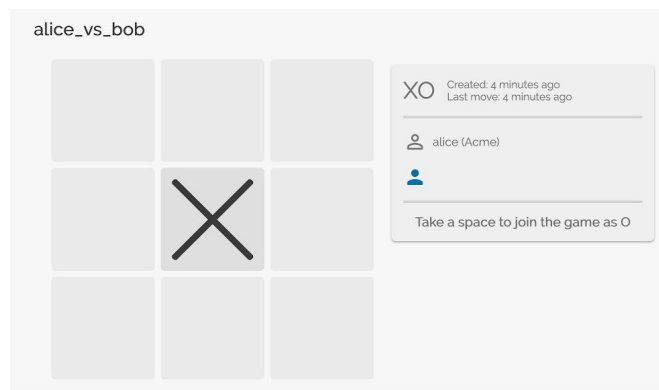 alice_vs_bob
XO
Created: 4 minutes ago
Last move: 4 minutes ago
alice (Acme)
Take a space to join the game as O
X